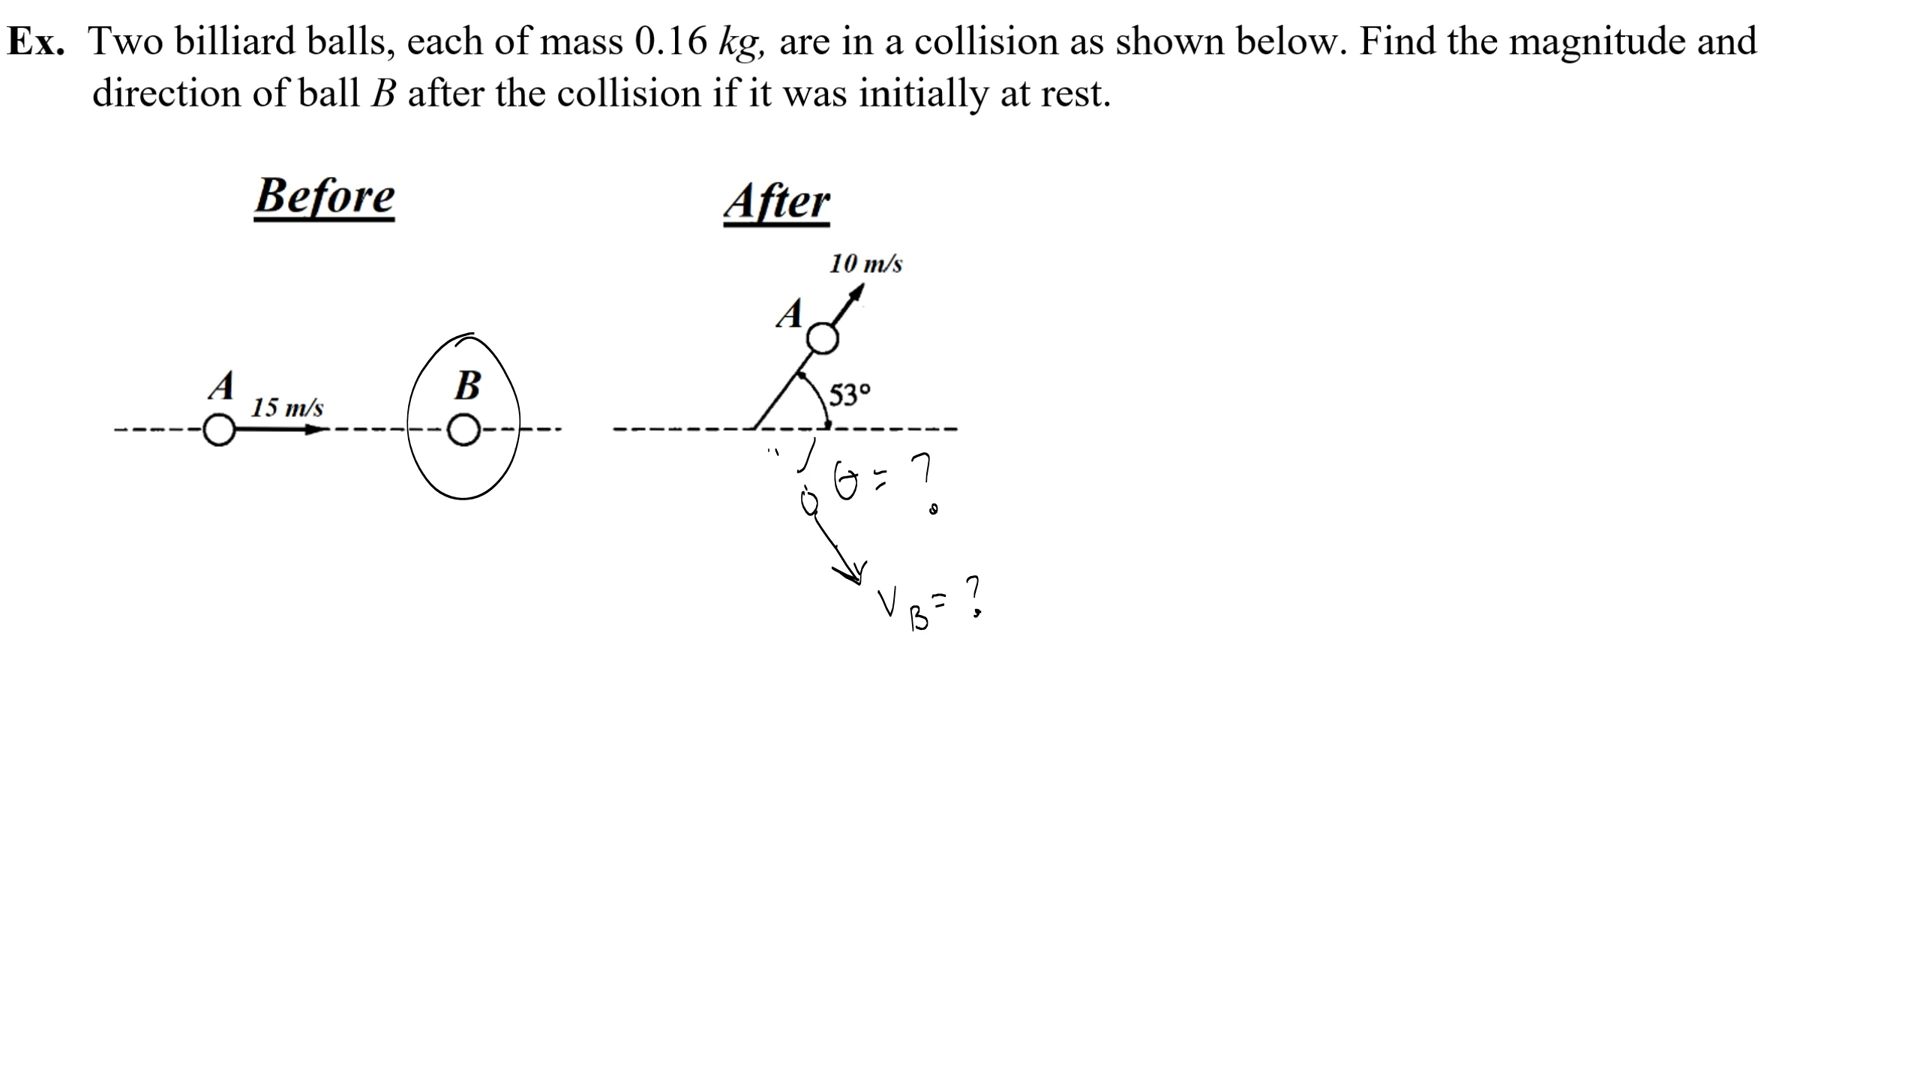 Ex. Two billiard balls, each of mass 0.16 kg, are in a collision as shown below. Find the magnitude and
direction of ball B after the collision if it was initially at rest.
Before
After
10 m/s
A
A
15 m/s
B
53°
θ = ?
V_B = ?